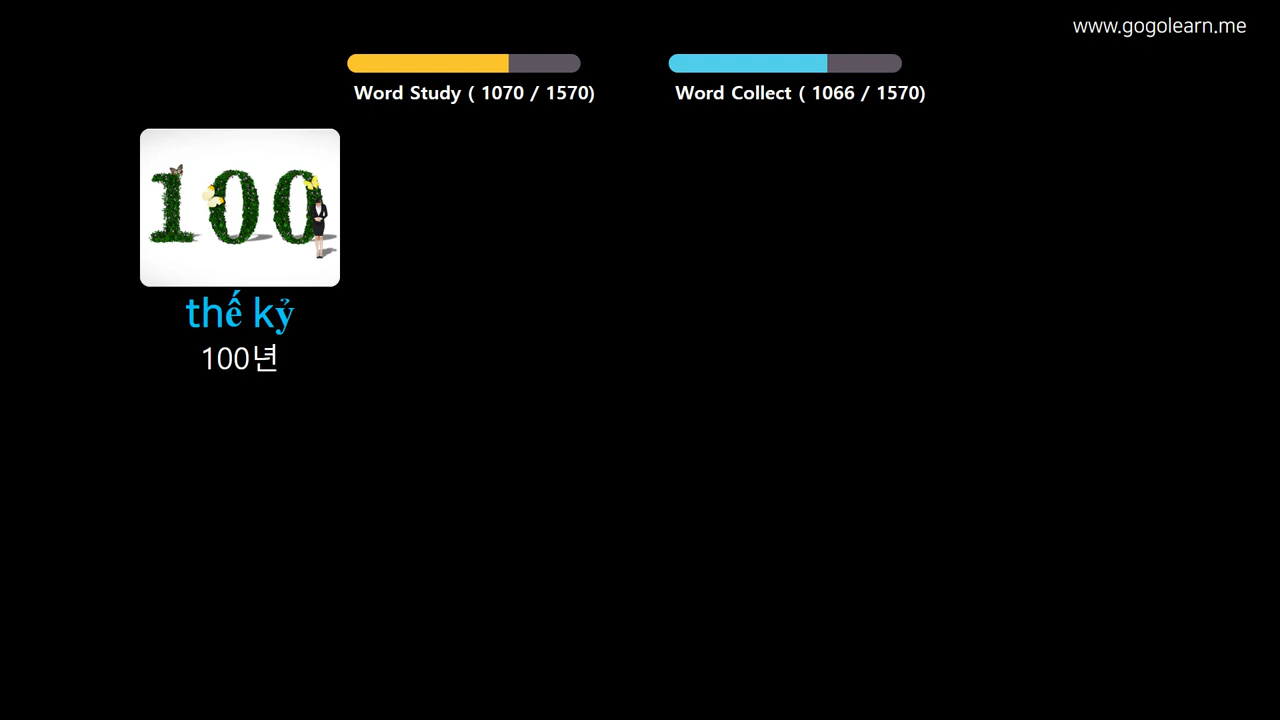 www.gogolearn.me
Word Study ( 1070 / 1570)
Word Collect ( 1066 / 1570)
100
thế kỷ
100년